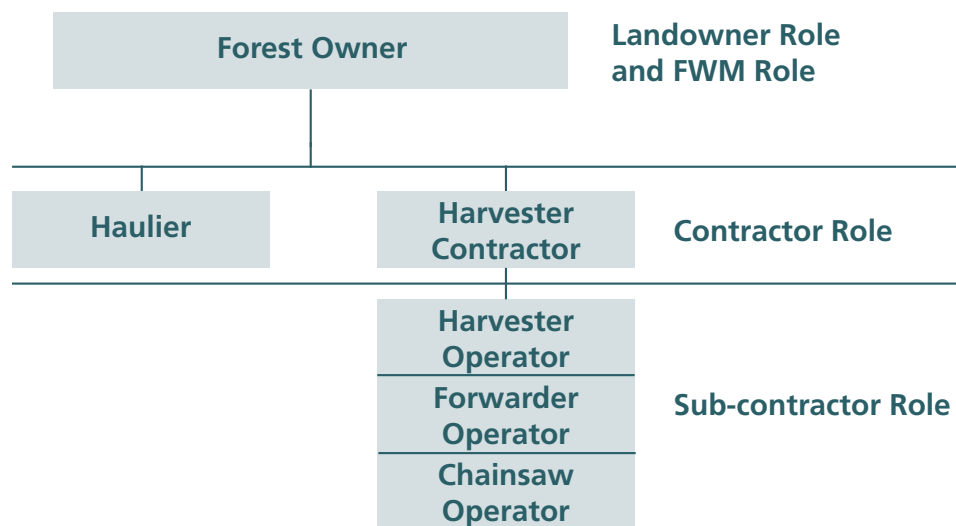 Forest Owner
Landowner Role
and FWM Role
Haulier
Harvester
Contractor
Contractor Role
Harvester
Operator
Forwarder
Operator
Chainsaw
Operator
Sub-contractor Role